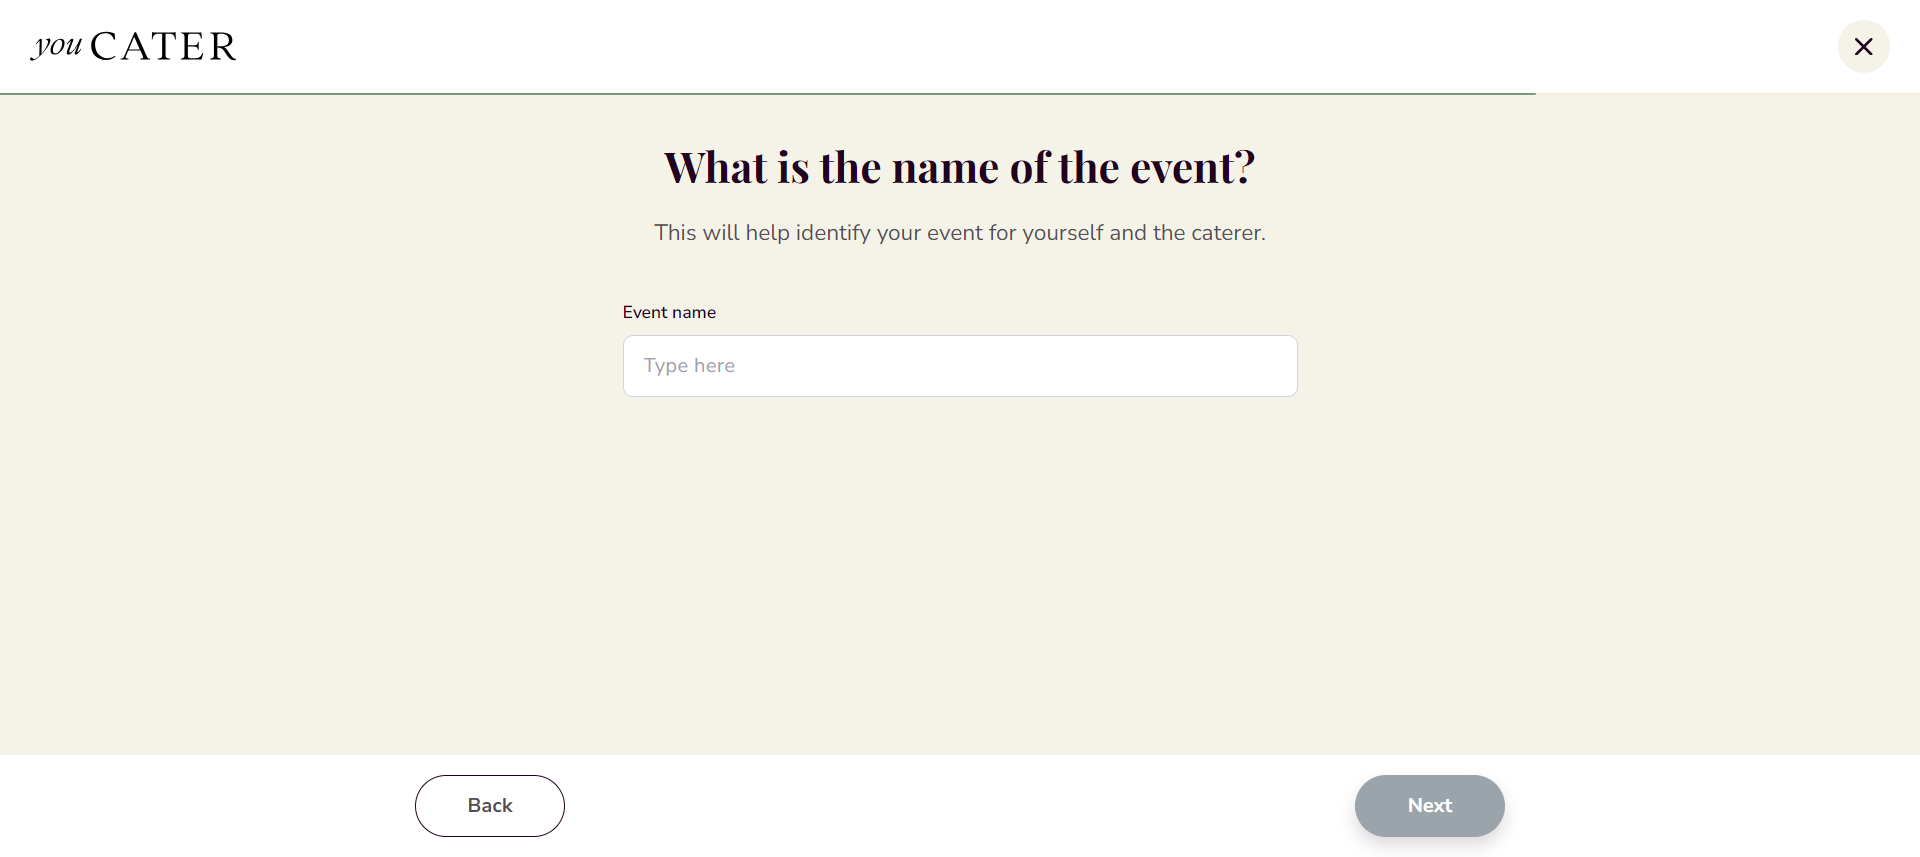 you CATER
What is the name of the event?
This will help identify your event for yourself and the caterer.
Event name
Type here
Back
Next